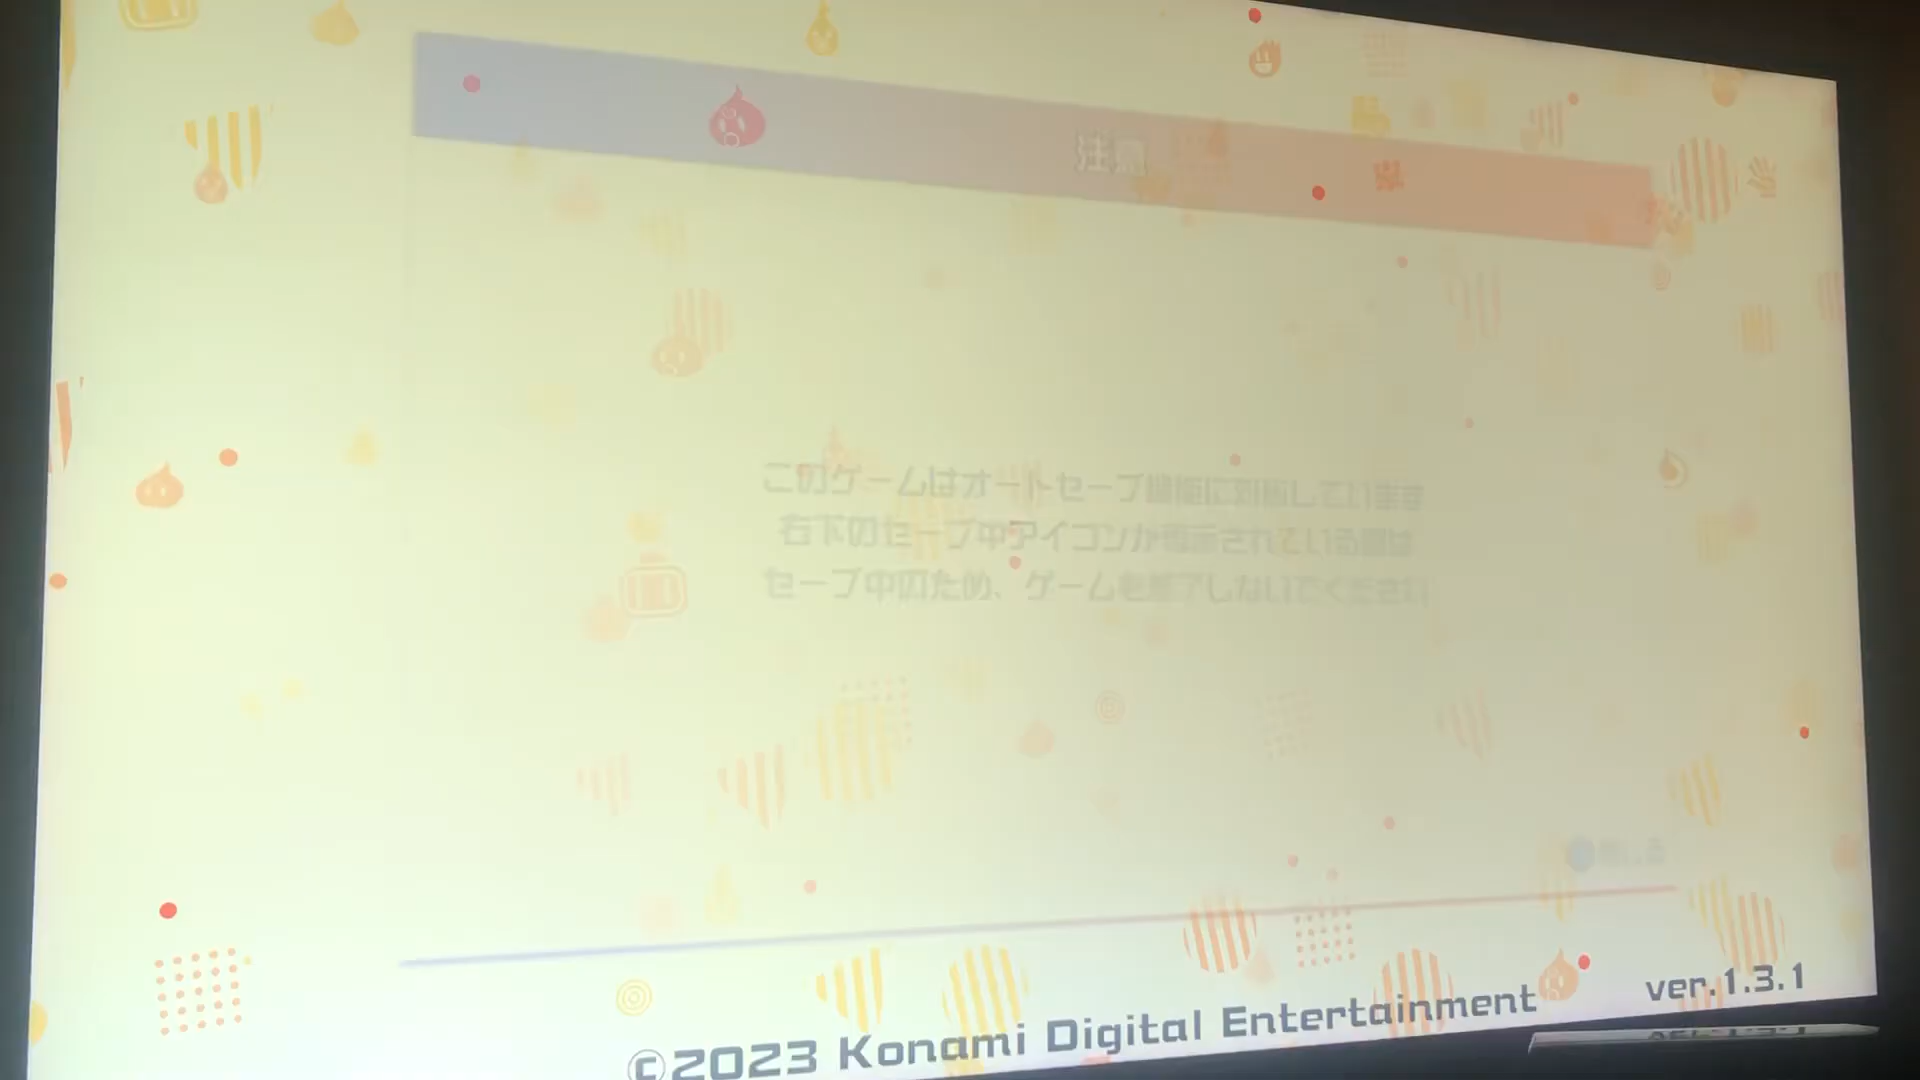 注意
このゲームはオートセーブ機能に対応しています
右下のセーブ中アイコンが表示されている間は
セーブ中のため、ゲームを終了しないでください
閉じる
©2023 Konami Digital Entertainment
ver.1.3.1